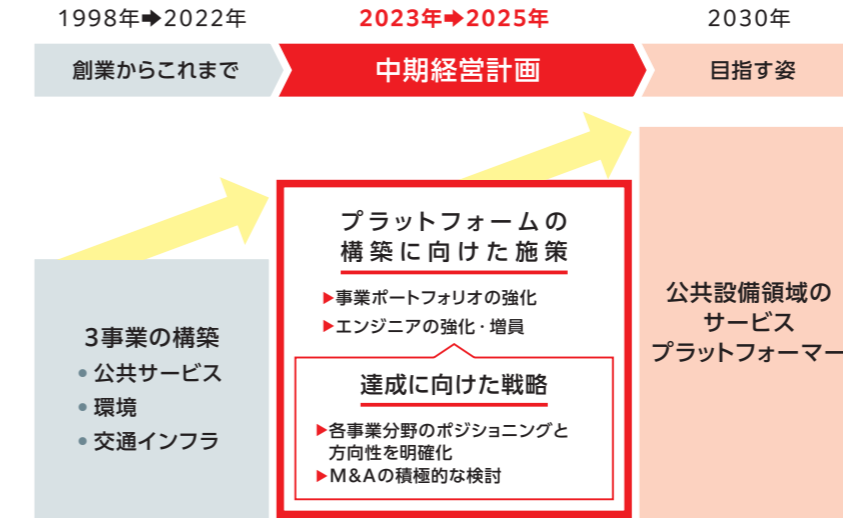 1998年➡2022年
2023年➡2025年
2030年
創業からこれまで
中期経営計画
目指す姿
3事業の構築
•公共サービス
•環境
•交通インフラ
プラットフォームの
構築に向けた施策
▶事業ポートフォリオの強化
▶エンジニアの強化・増員
達成に向けた戦略
▶各事業分野のポジショニングと
方向性を明確化
▶M&Aの積極的な検討
公共設備領域の
サービス
プラットフォーマー